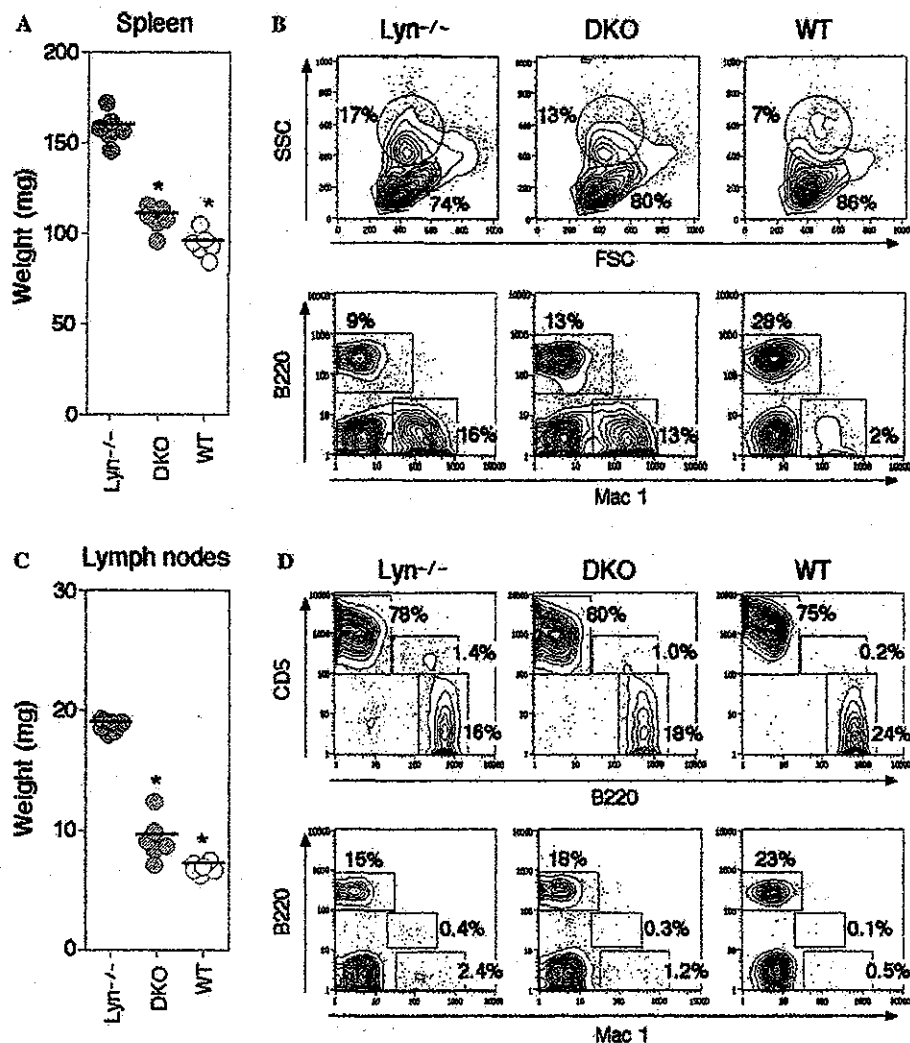 A Spleen
Weight (mg)
200
150
100
50
0
*
*
Lyn-/-
DKO
WT
B
Lyn-/- DKO WT
SSC
17% 13% 7%
74% 80% 86%
FSC
B220
9% 13% 28%
16% 13% 2%
Mac 1
C Lymph nodes
Weight (mg)
30
20
10
0
*
*
Lyn-/-
DKO
WT
D
Lyn-/- DKO WT
CD5
78% 80% 75%
1.4% 1.0% 0.2%
16% 18% 24%
B220
B220
15% 18% 23%
0.4% 0.3% 0.1%
2.4% 1.2% 0.5%
Mac 1